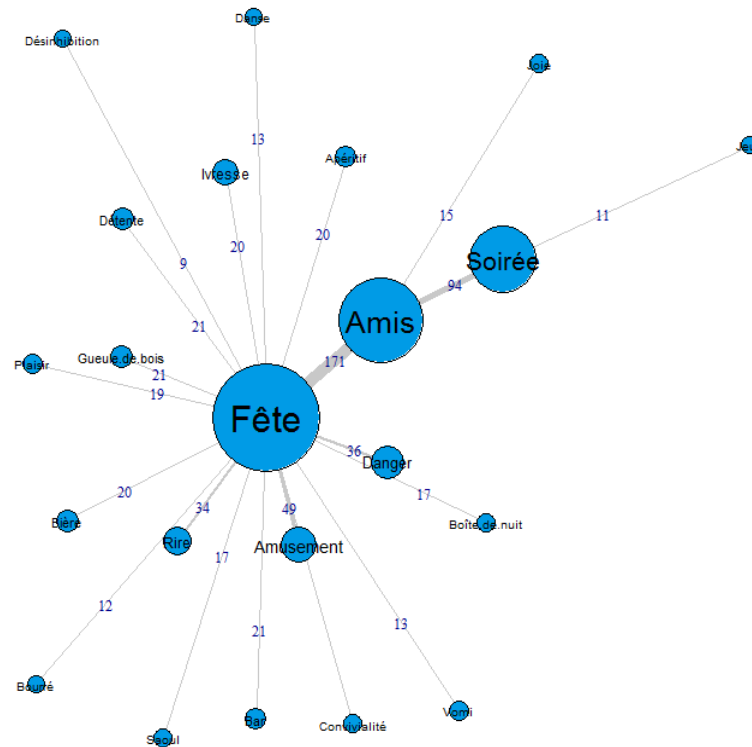 Danse
Désinhibition
Joie
13
Jeu
Apéritif
Ivresse
Détente
15
11
20
20
Soirée
9
94
Amis
21
171
Gueule de bois
Plaisir
21
19
Fête
36
Danger
20
17
34
49
Bière
Boîte de nuit
Rire
Amusement
17
13
21
12
Bourré
Bar
Vomi
Convivialité
Saoul